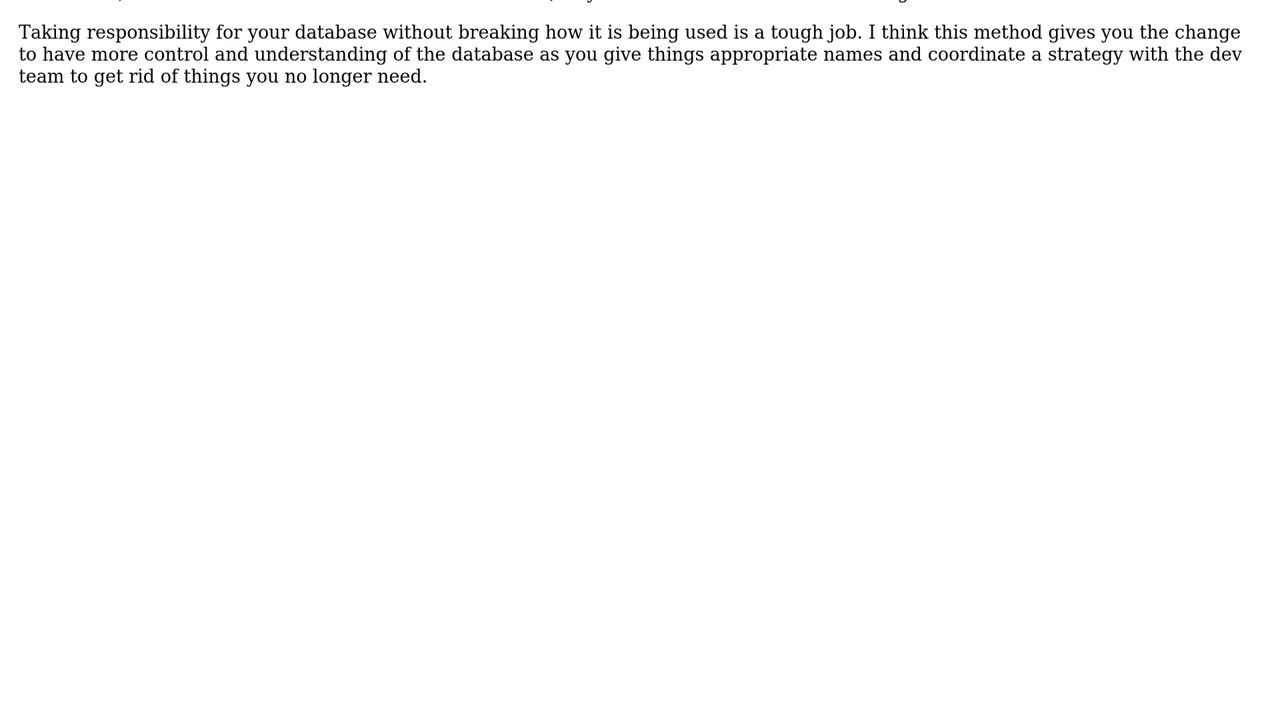 Taking responsibility for your database without breaking how it is being used is a tough job. I think this method gives you the change
to have more control and understanding of the database as you give things appropriate names and coordinate a strategy with the dev
team to get rid of things you no longer need.